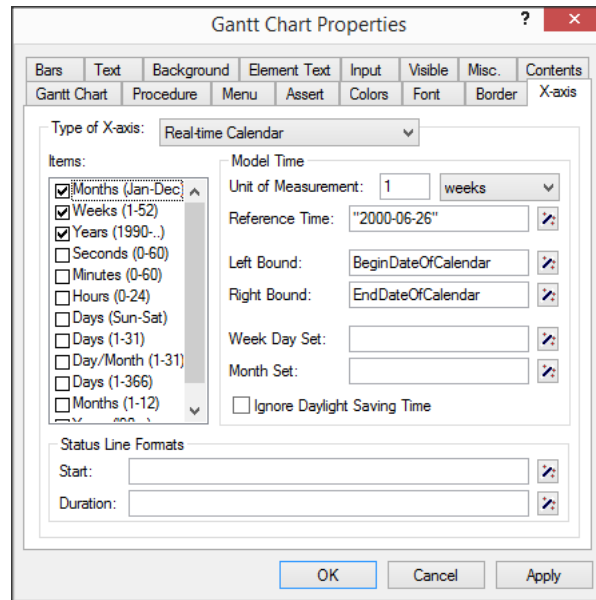 Gantt Chart Properties ?
Bars Text Background Element Text Input Visible Misc. Contents
Gantt Chart Procedure Menu Assert Colors Font Border X-axis
Type of X-axis: Real-time Calendar
Items:
Months (Jan-Dec)
Weeks (1-52)
Years (1990-..)
Seconds (0-60)
Minutes (0-60)
Hours (0-24)
Days (Sun-Sat)
Days (1-31)
Day/Month (1-31)
Days (1-366)
Months (1-12)
Model Time
Unit of Measurement: 1 weeks
Reference Time: "2000-06-26"
Left Bound: BeginDateOfCalendar
Right Bound: EndDateOfCalendar
Week Day Set:
Month Set:
Ignore Daylight Saving Time
Status Line Formats
Start:
Duration:
OK Cancel Apply